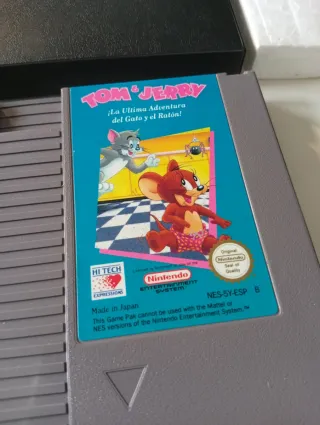 TOM & JERRY
¡La Ultima Adventura
del Gato y el Ratón!
HI TECH
EXPRESSIONS
Nintendo
ENTERTAINMENT
SYSTEM
Original
Nintendo
Seal of
Quality
NES-5Y-ESP B
Made in Japan
This Game Pak cannot be used with the Mattel or
NES versions of the Nintendo Entertainment System.